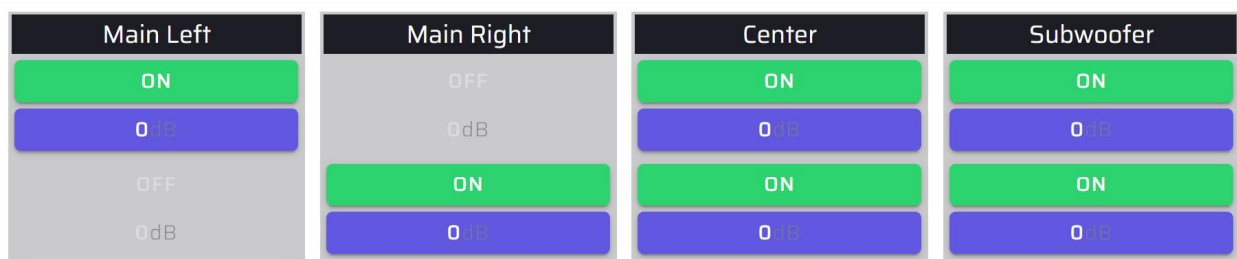 Main Left Main Right Center Subwoofer
ON OFF ON ON
0dB 0dB 0dB 0dB
OFF ON ON ON
0dB 0dB 0dB 0dB